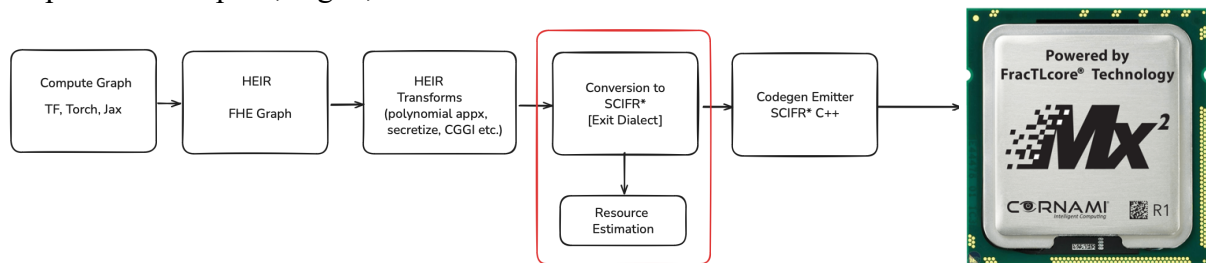 Compute Graph
TF, Torch, Jax
HEIR
FHE Graph
HEIR
Transforms
(polynomial appx,
secretize, CGGI etc.)
Conversion to
SCIFR*
[Exit Dialect]
Resource
Estimation
Codegen Emitter
SCIFR* C++
Powered by
FracTLcore® Technology
Mx²
CORNAMI
Intelligent Computing
R1